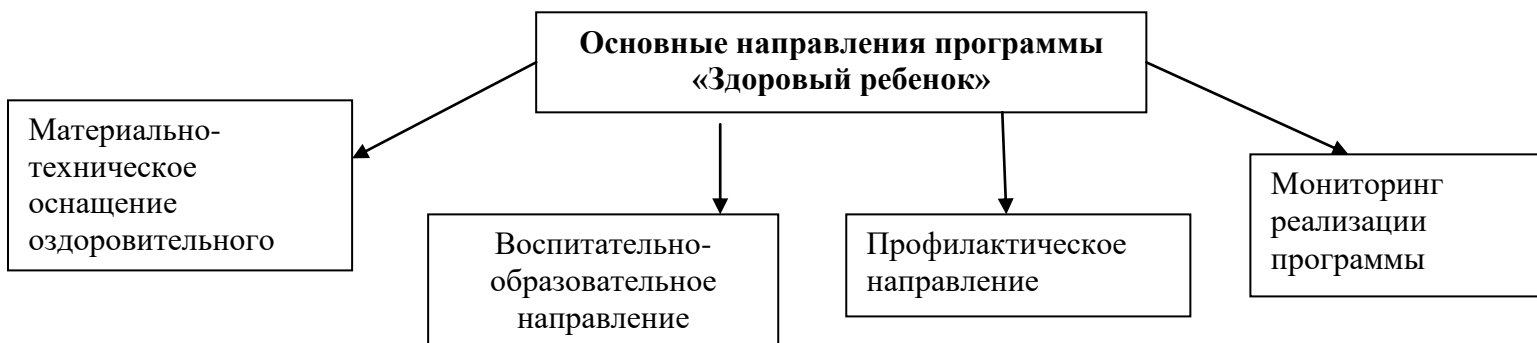 Основные направления программы
«Здоровый ребенок»
Материально-
техническое
оснащение
оздоровительного
Воспитательно-
образовательное
направление
Профилактическое
направление
Мониторинг
реализации
программы